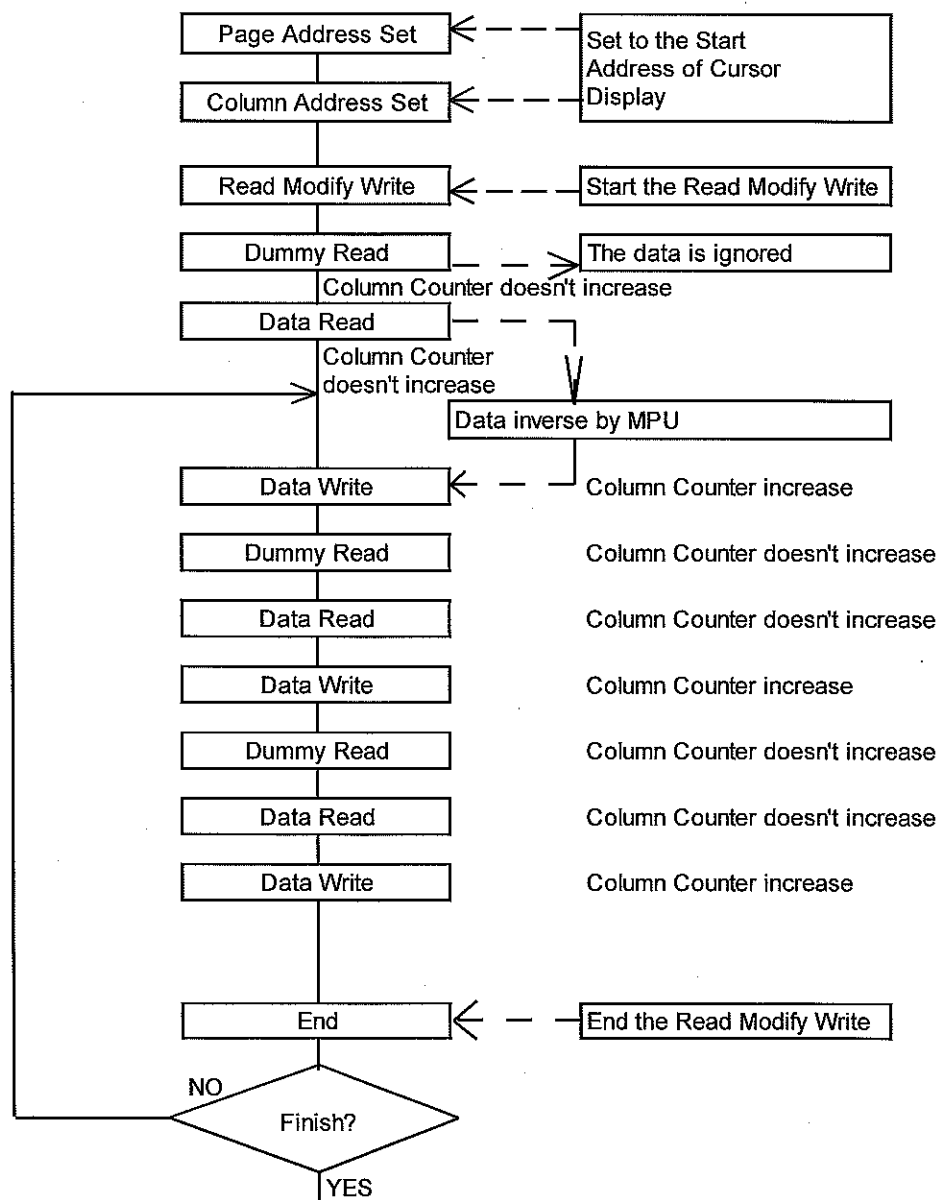 Page Address Set
Set to the Start
Address of Cursor
Display
Column Address Set
Read Modify Write
Start the Read Modify Write
Dummy Read
The data is ignored
Column Counter doesn't increase
Data Read
Column Counter
doesn't increase
Data inverse by MPU
Data Write
Column Counter increase
Dummy Read
Column Counter doesn't increase
Data Read
Column Counter doesn't increase
Data Write
Column Counter increase
Dummy Read
Column Counter doesn't increase
Data Read
Column Counter doesn't increase
Data Write
Column Counter increase
End
End the Read Modify Write
NO
Finish?
YES